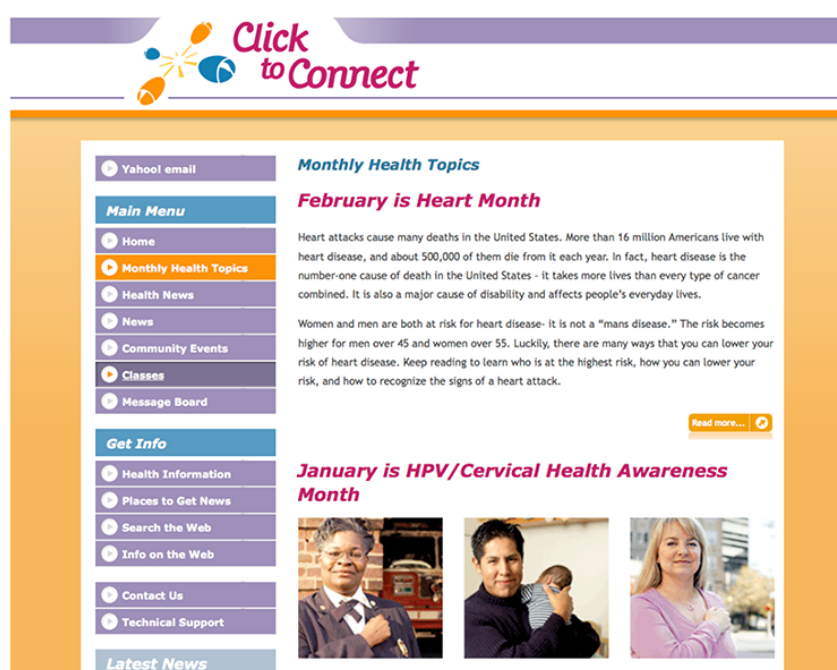 Click
to Connect
Yahoo! email
Main Menu
Home
Monthly Health Topics
Health News
News
Community Events
Classes
Message Board
Get Info
Health Information
Places to Get News
Search the Web
Info on the Web
Contact Us
Technical Support
Latest News
Monthly Health Topics
February is Heart Month
Heart attacks cause many deaths in the United States. More than 16 million Americans live with
heart disease, and about 500,000 of them die from it each year. In fact, heart disease is the
number-one cause of death in the United States - it takes more lives than every type of cancer
combined. It is also a major cause of disability and affects people's everyday lives.
Women and men are both at risk for heart disease- it is not a “mans disease.” The risk becomes
higher for men over 45 and women over 55. Luckily, there are many ways that you can lower your
risk of heart disease. Keep reading to learn who is at the highest risk, how you can lower your
risk, and how to recognize the signs of a heart attack.
Read more...
January is HPV/Cervical Health Awareness
Month